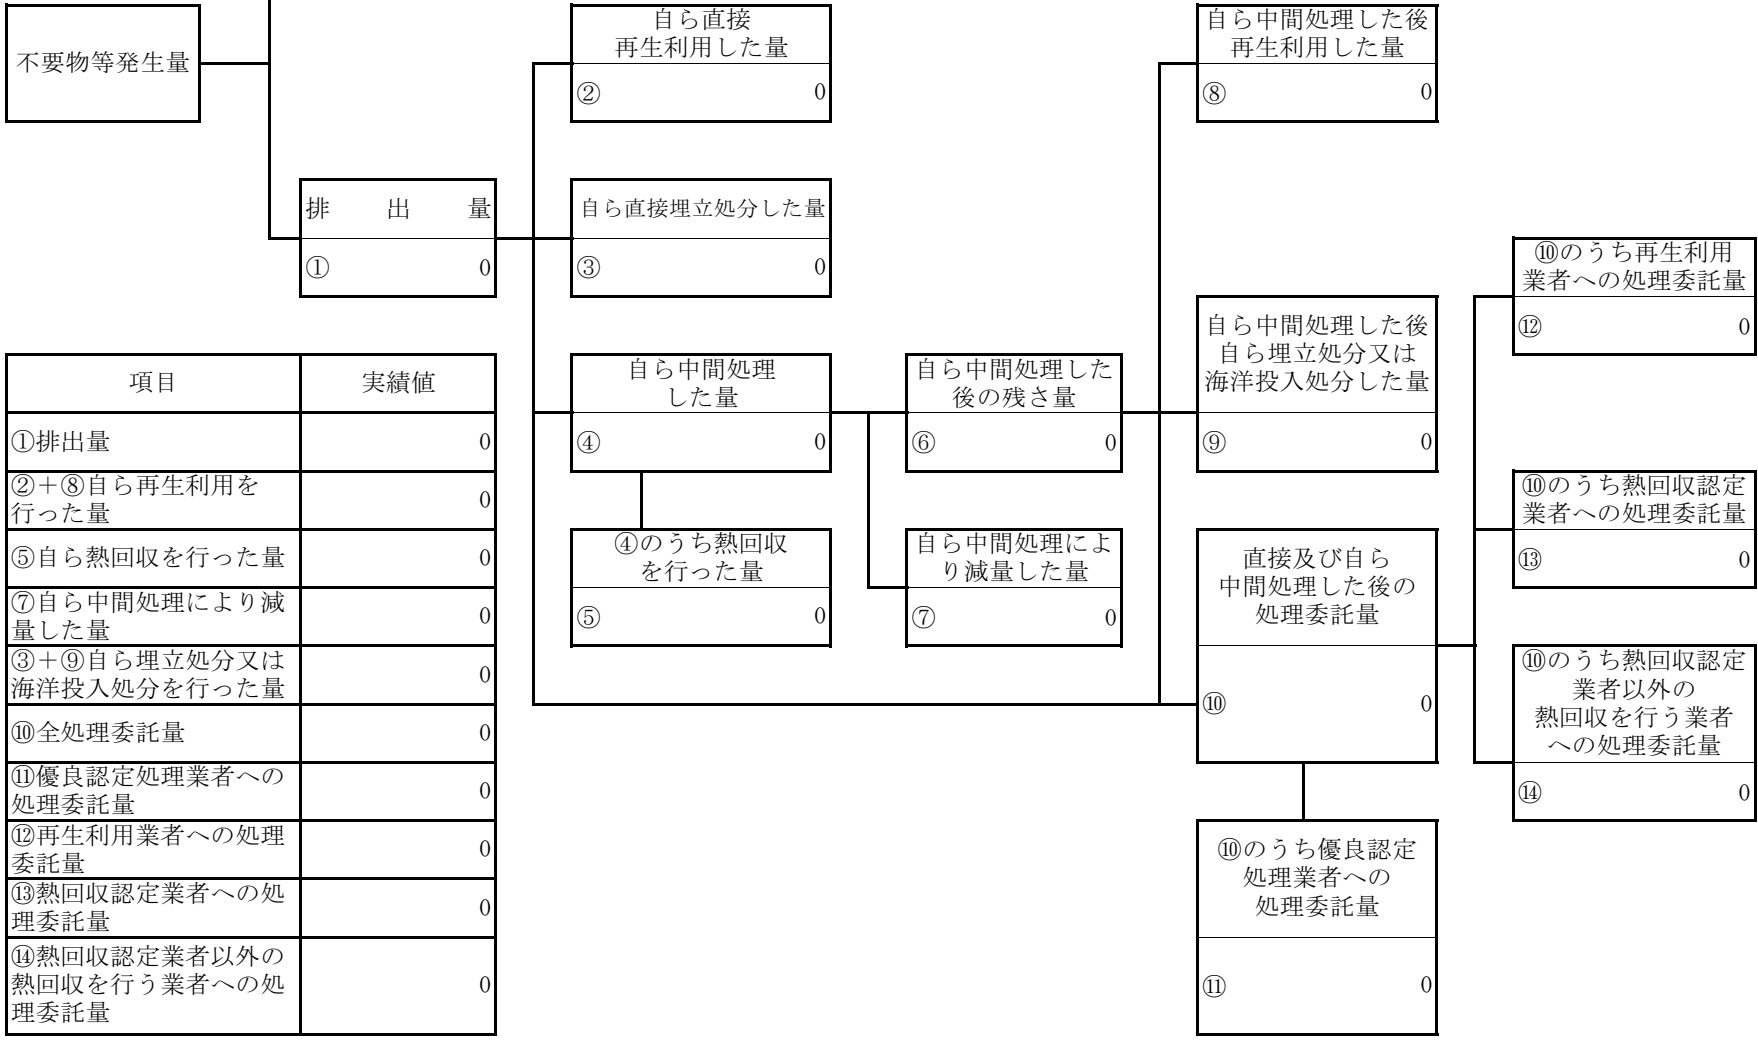 不要物等発生量
自ら直接
再生利用した量
② 0
自ら中間処理した後
再生利用した量
⑧ 0
排 出 量
① 0
自ら直接埋立処分した量
③ 0
⑩のうち再生利用
業者への処理委託量
⑫ 0
自ら中間処理した後
自ら埋立処分又は
海洋投入処分した量
⑨ 0
自ら中間処理
した量
④ 0
自ら中間処理した
後の残さ量
⑥ 0
⑩のうち熱回収認定
業者への処理委託量
⑬ 0
④のうち熱回収
を行った量
⑤ 0
自ら中間処理によ
り減量した量
⑦ 0
直接及び自ら
中間処理した後の
処理委託量
⑩ 0
⑩のうち熱回収認定
業者以外の
熱回収を行う業者
への処理委託量
⑭ 0
⑩のうち優良認定
処理業者への
処理委託量
⑪ 0
項目 実績値
①排出量 0
②＋⑧自ら再生利用を
行った量 0
⑤自ら熱回収を行った量 0
⑦自ら中間処理により減
量した量 0
③＋⑨自ら埋立処分又は
海洋投入処分を行った量 0
⑩全処理委託量 0
⑪優良認定処理業者への
処理委託量 0
⑫再生利用業者への処理
委託量 0
⑬熱回収認定業者への処
理委託量 0
⑭熱回収認定業者以外の
熱回収を行う業者への処 0
理委託量